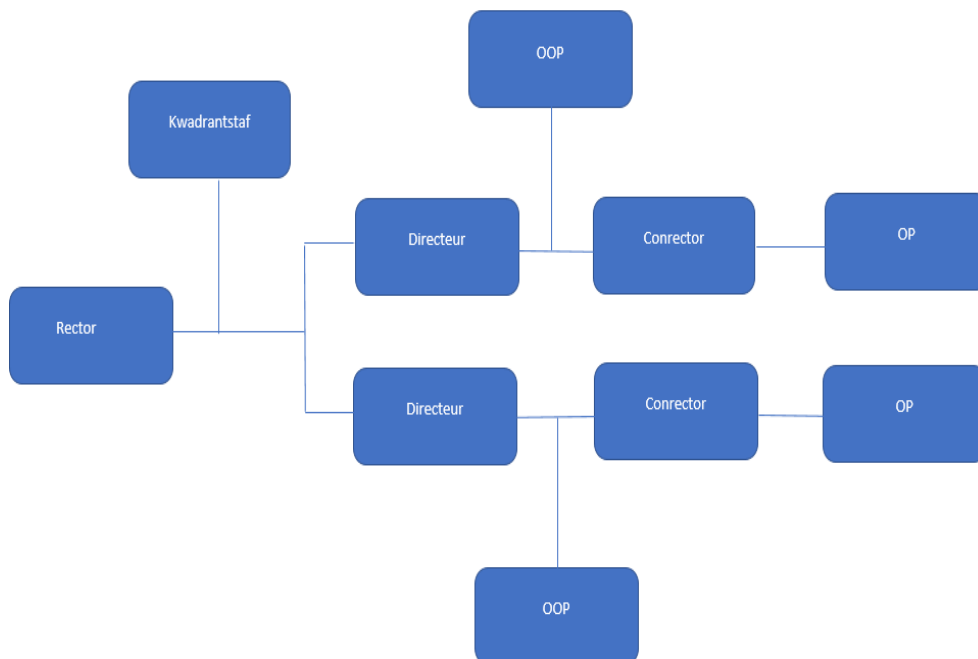 OOP
Kwadrantstaf
Directeur
Conrector
OP
Rector
Directeur
Conrector
OP
OOP